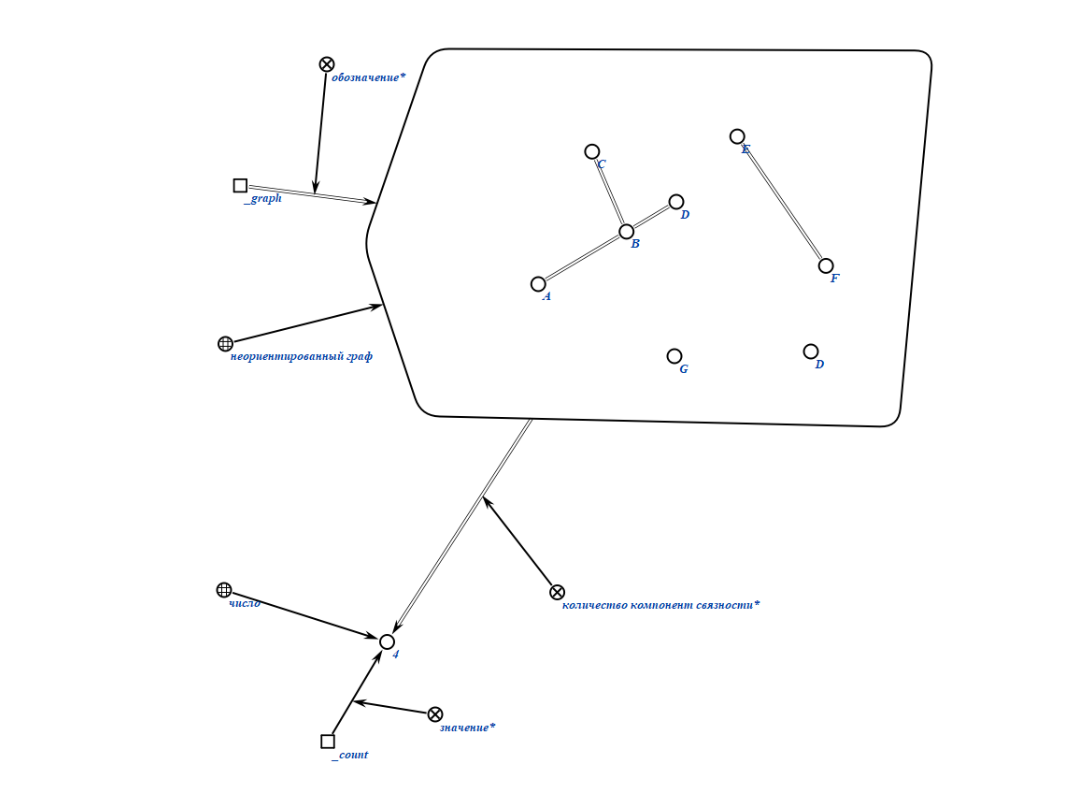 обозначение*
_graph
C
E
D
B
A
F
неориентированный граф
G
D
число
количество компонент связности*
4
значение*
_count